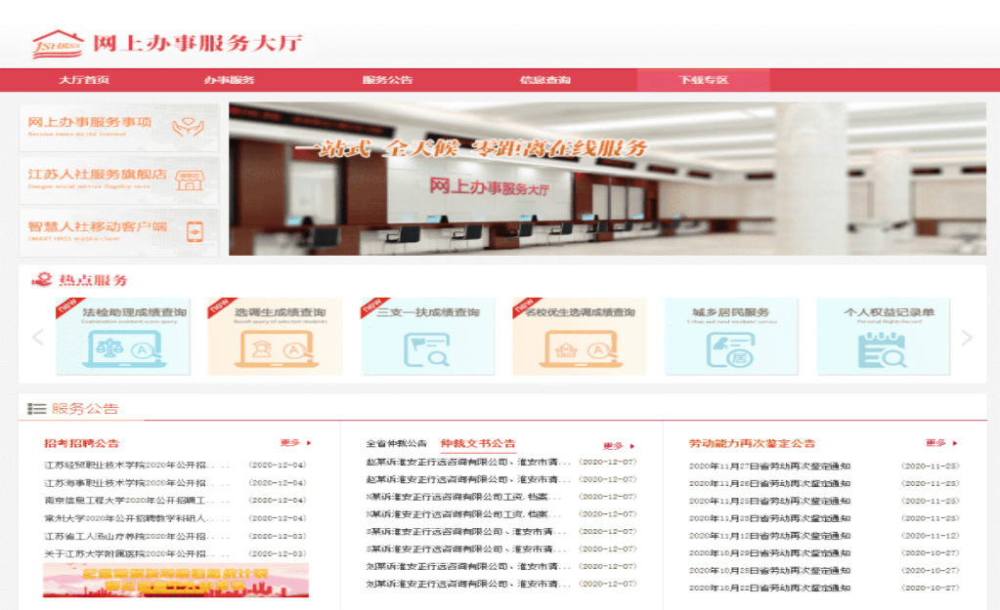 JSHRSS 网上办事服务大厅
大厅首页 办事服务 服务公告 信息查询 下载专区
网上办事服务事项
Service items on the Internet
江苏人社服务旗舰店
Jiangsu social service flagship store
智慧人社移动客户端
SMART HRSS mobile client
一站式 全天候 零距离在线服务
网上办事服务大厅
热点服务
new 法检助理成绩查询
Examination assistant score query
new 选调生成绩查询
Result query of selected students
new 三支一扶成绩查询
new 名校优生选调成绩查询
城乡居民服务
Urban and rural residents' service
个人权益记录单
Personal Rights Record
服务公告
招考招聘公告 更多
江苏经贸职业技术学院2020年公开招. . . . (2020-12-04)
江苏海事职业技术学院2020年公开招. . . . (2020-12-04)
南京信息工程大学2020年公开招聘工. . . . (2020-12-04)
常州大学2020年公开招聘教学科研人. . . . (2020-12-04)
江苏省工人汤山疗养院2020年公开招. . . . (2020-12-03)
关于江苏大学附属医院2020年公开招. . . . (2020-12-03)
全省仲裁公告 仲裁文书公告 更多
赵某诉淮安正行远咨询有限公司、淮安市清... (2020-12-07)
赵某诉淮安正行远咨询有限公司、淮安市清... (2020-12-07)
某诉淮安正行远咨询有限公司工资,档案... (2020-12-07)
某诉淮安正行远咨询有限公司工资,档案... (2020-12-07)
某诉淮安正行远咨询有限公司、淮安市清... (2020-12-07)
某诉淮安正行远咨询有限公司、淮安市清... (2020-12-07)
刘某诉淮安正行远咨询有限公司、淮安市清... (2020-12-07)
刘某诉淮安正行远咨询有限公司、淮安市清... (2020-12-07)
劳动能力再次鉴定公告 更多
2020年11月27日省劳动再次鉴定通知 (2020-11-25)
2020年11月26日省劳动再次鉴定通知 (2020-11-23)
2020年11月25日省劳动再次鉴定通知 (2020-11-23)
2020年11月25日省劳动再次鉴定通知 (2020-11-23)
2020年11月12日省劳动再次鉴定通知 (2020-11-12)
2020年10月29日省劳动再次鉴定通知 (2020-10-27)
2020年10月28日省劳动再次鉴定通知 (2020-10-27)
2020年10月22日省劳动再次鉴定通知 (2020-10-27)